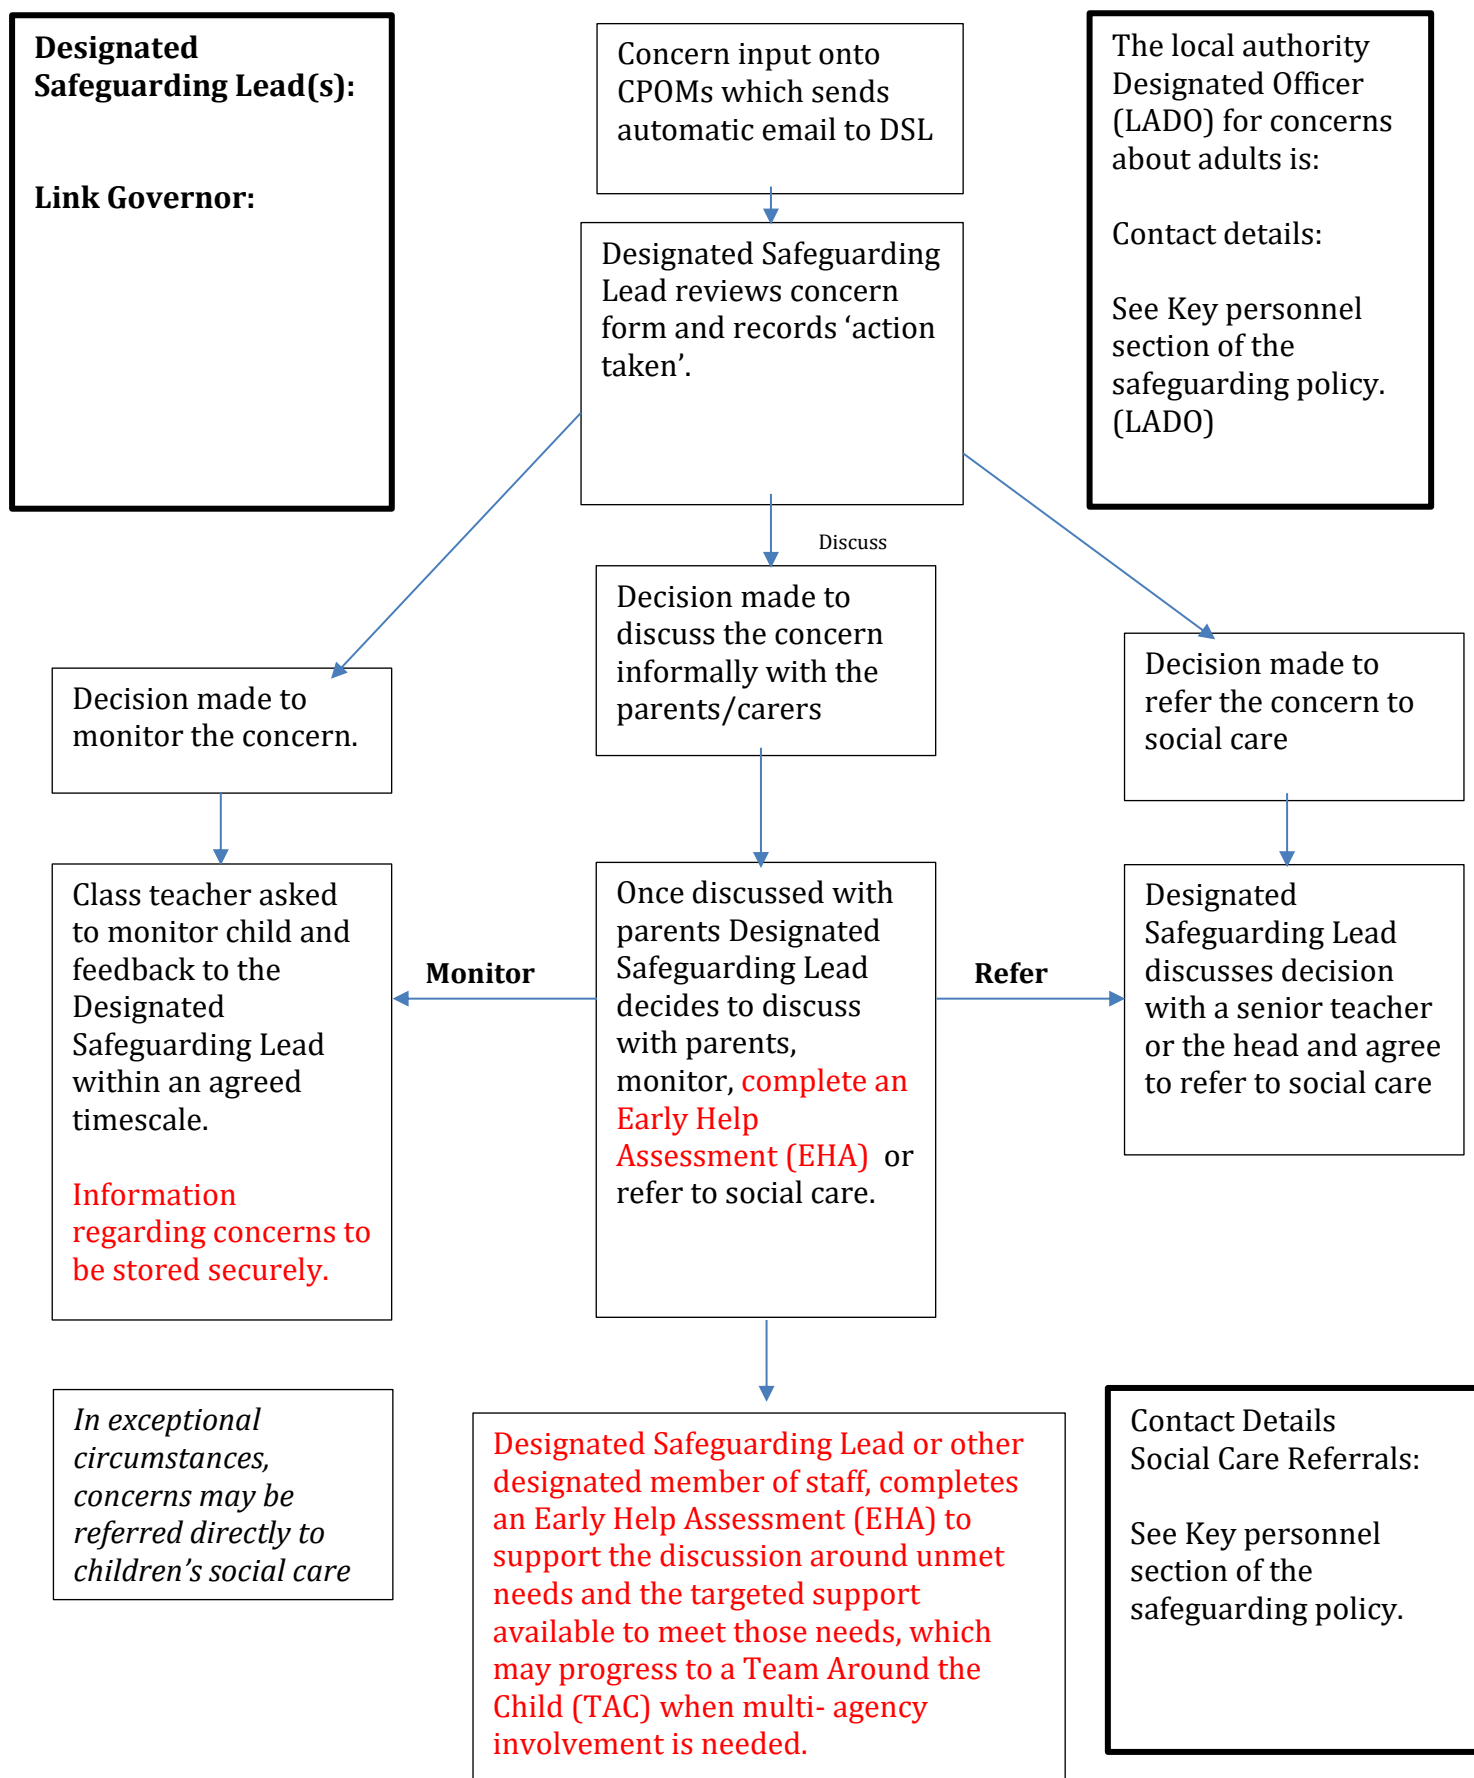 Designated
Safeguarding Lead(s):
Link Governor:
Concern input onto
CPOMs which sends
automatic email to DSL
The local authority
Designated Officer
(LADO) for concerns
about adults is:
Contact details:
See Key personnel
section of the
safeguarding policy.
(LADO)
Designated Safeguarding
Lead reviews concern
form and records ‘action
taken’.
Discuss
Decision made to
monitor the concern.
Decision made to
discuss the concern
informally with the
parents/carers
Decision made to
refer the concern to
social care
Class teacher asked
to monitor child and
feedback to the
Designated
Safeguarding Lead
within an agreed
timescale.
Information
regarding concerns to
be stored securely.
Monitor
Once discussed with
parents Designated
Safeguarding Lead
decides to discuss
with parents,
monitor, complete an
Early Help
Assessment (EHA)  or
refer to social care.
Refer
Designated
Safeguarding Lead
discusses decision
with a senior teacher
or the head and agree
to refer to social care
In exceptional
circumstances,
concerns may be
referred directly to
children’s social care
Designated Safeguarding Lead or other
designated member of staff, completes
an Early Help Assessment (EHA) to
support the discussion around unmet
needs and the targeted support
available to meet those needs, which
may progress to a Team Around the
Child (TAC) when multi- agency
involvement is needed.
Contact Details
Social Care Referrals:
See Key personnel
section of the
safeguarding policy.